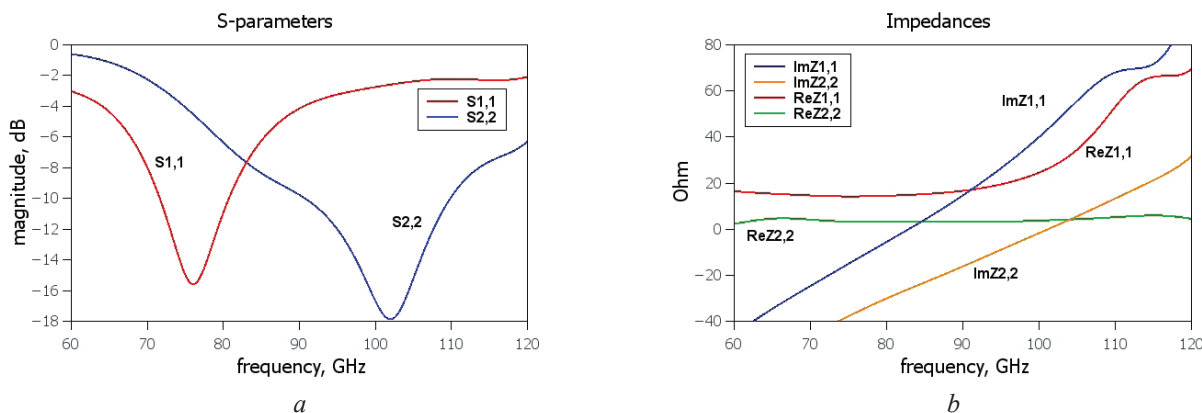 S-parameters
0
−2
−4
−6
−8
−10
−12
−14
−16
−18
magnitude, dB
S1,1
S2,2
S1,1
S2,2
60 70 80 90 100 110 120
frequency, GHz
a
Impedances
80
60
40
20
0
−20
−40
Ohm
ImZ1,1
ImZ2,2
ReZ1,1
ReZ2,2
ImZ1,1
ReZ1,1
ReZ2,2
ImZ2,2
60 70 80 90 100 110 120
frequency, GHz
b